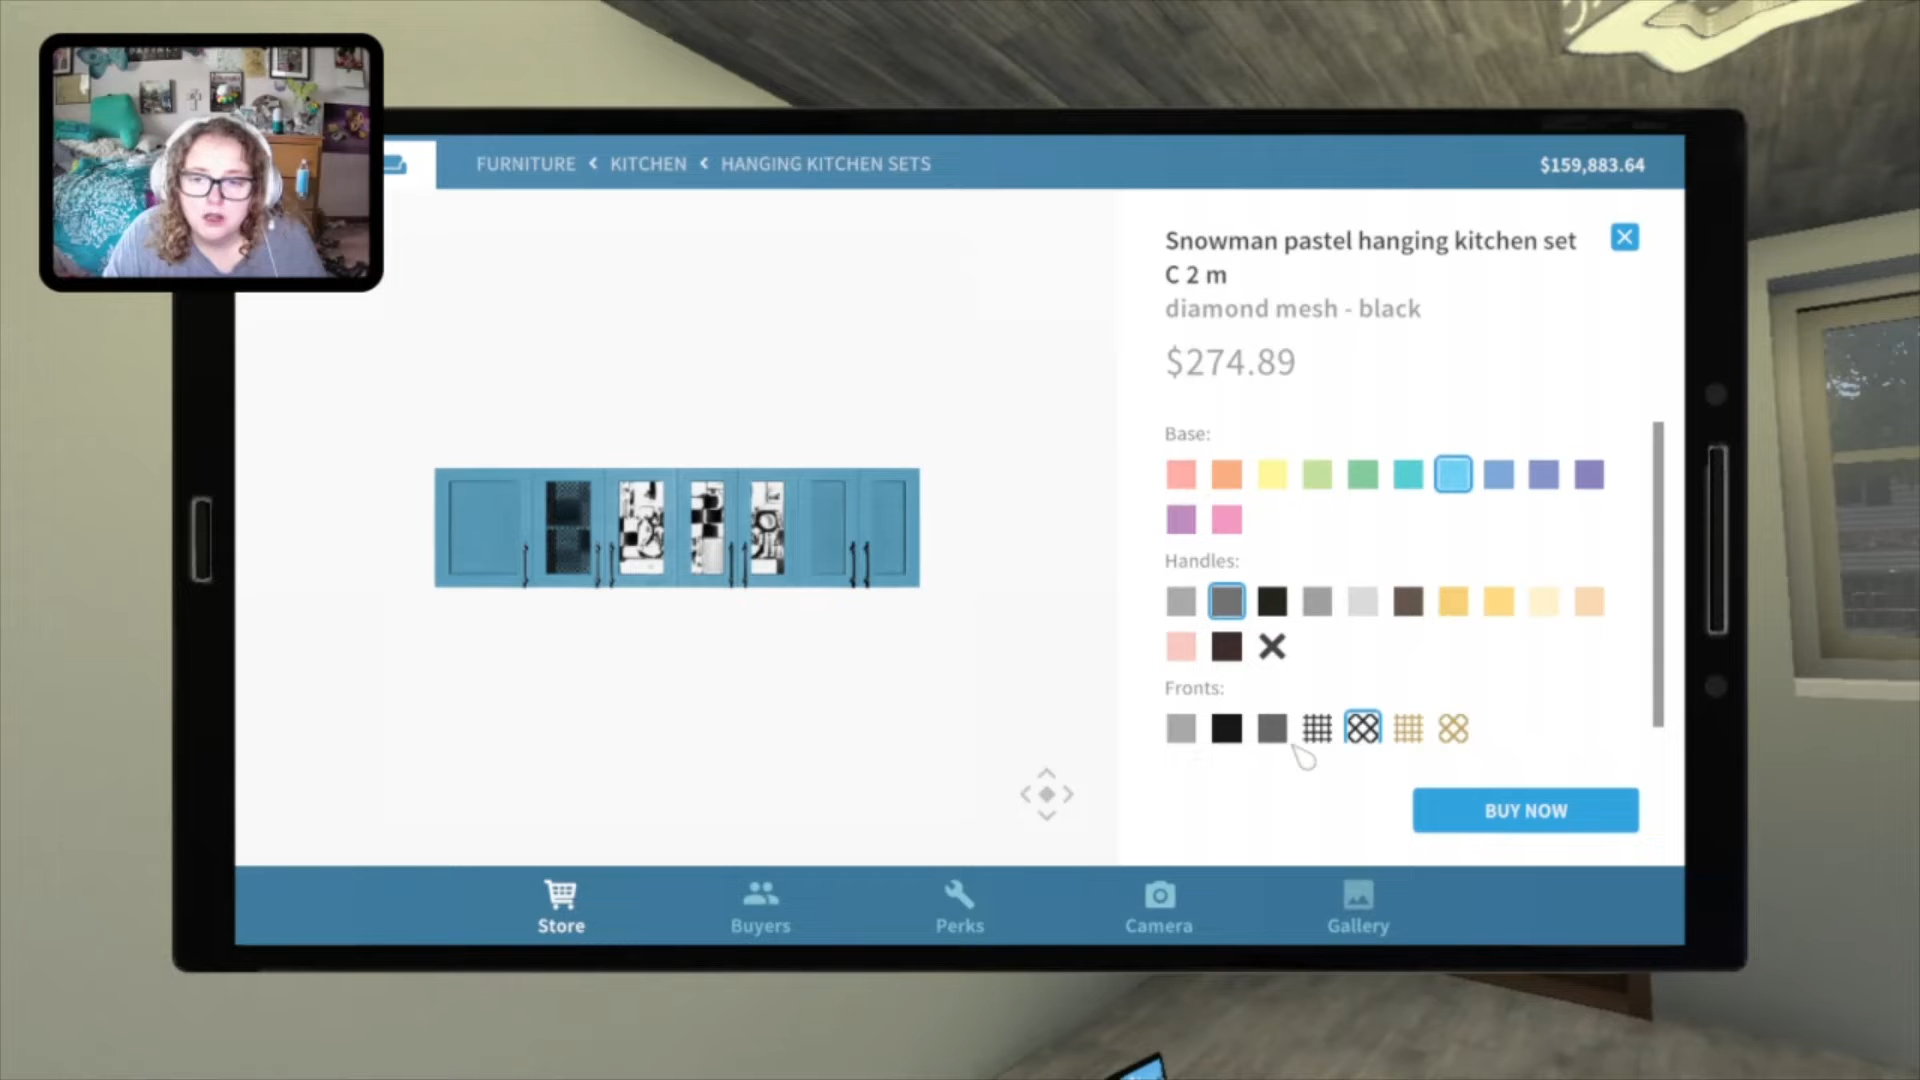 FURNITURE < KITCHEN < HANGING KITCHEN SETS
$159,883.64
Snowman pastel hanging kitchen set
C 2 m
diamond mesh - black
$274.89
Base:
Handles:
Fronts:
BUY NOW
Store
Buyers
Perks
Camera
Gallery